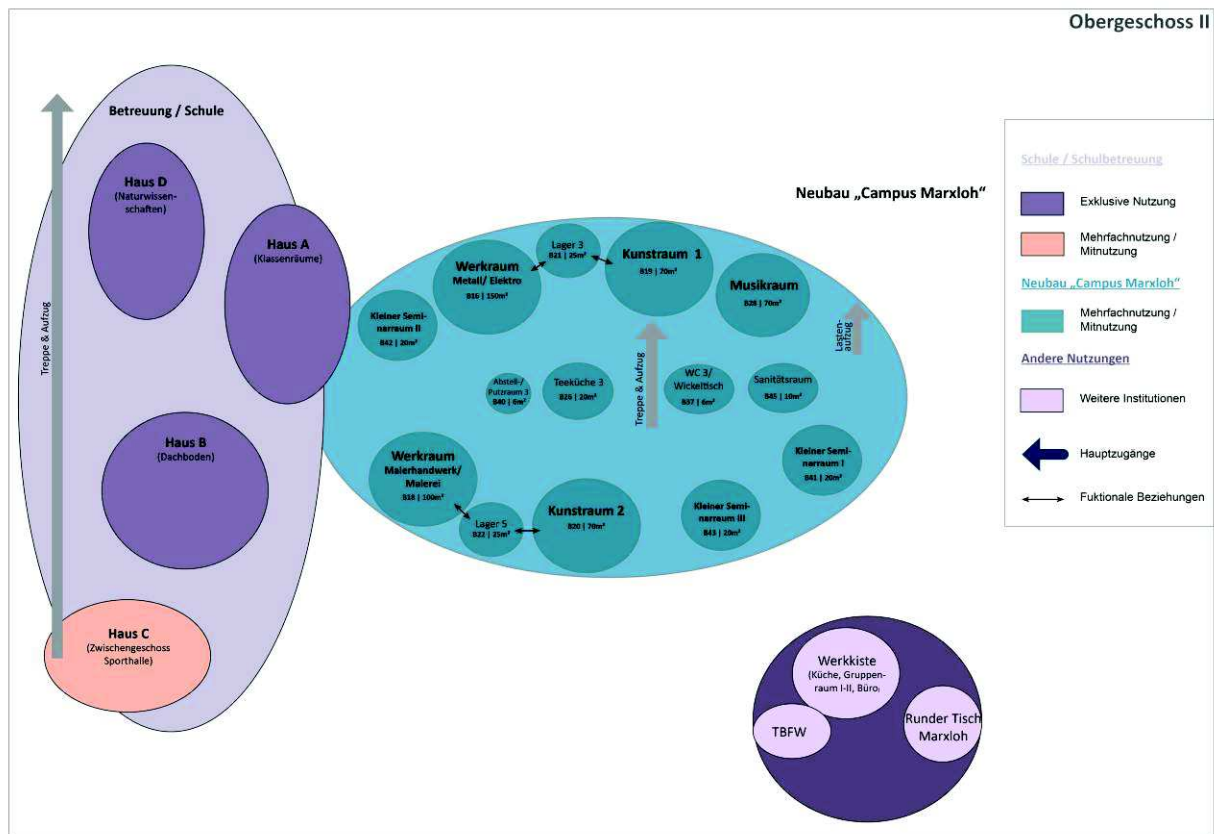 Obergeschoss II
Betreuung / Schule
Treppe & Aufzug
Haus D
(Naturwissen-
schaften)
Haus A
(Klassenräume)
Haus B
(Dachboden)
Haus C
(Zwischengeschoss
Sporthalle)
Neubau „Campus Marxloh“
Werkraum
Metall/ Elektro
B16 | 150m²
Lager 3
B21 | 25m²
Kunstraum 1
B19 | 70m²
Musikraum
B28 | 70m²
Kleiner Semi-
narraum II
B42 | 20m²
Lasten-
aufzug
Treppe & Aufzug
Abstell-/
Putzraum 3
B40 | 6m²
Teeküche 3
B26 | 20m²
WC 3/
Wickeltisch
B37 | 6m²
Sanitätsraum
B45 | 10m²
Werkraum
Malerhandwerk/
Malerei
B18 | 100m²
Lager 5
B22 | 25m²
Kunstraum 2
B20 | 70m²
Kleiner Semi-
narraum III
B43 | 20m²
Kleiner Semi-
narraum I
B41 | 20m²
Werkkiste
(Küche, Gruppen-
raum I-II, Büro)
TBFW
Runder Tisch
Marxloh
Schule / Schulbetreuung
Exklusive Nutzung
Mehrfachnutzung /
Mitnutzung
Neubau „Campus Marxloh“
Mehrfachnutzung /
Mitnutzung
Andere Nutzungen
Weitere Institutionen
Hauptzugänge
Fuktionale Beziehungen